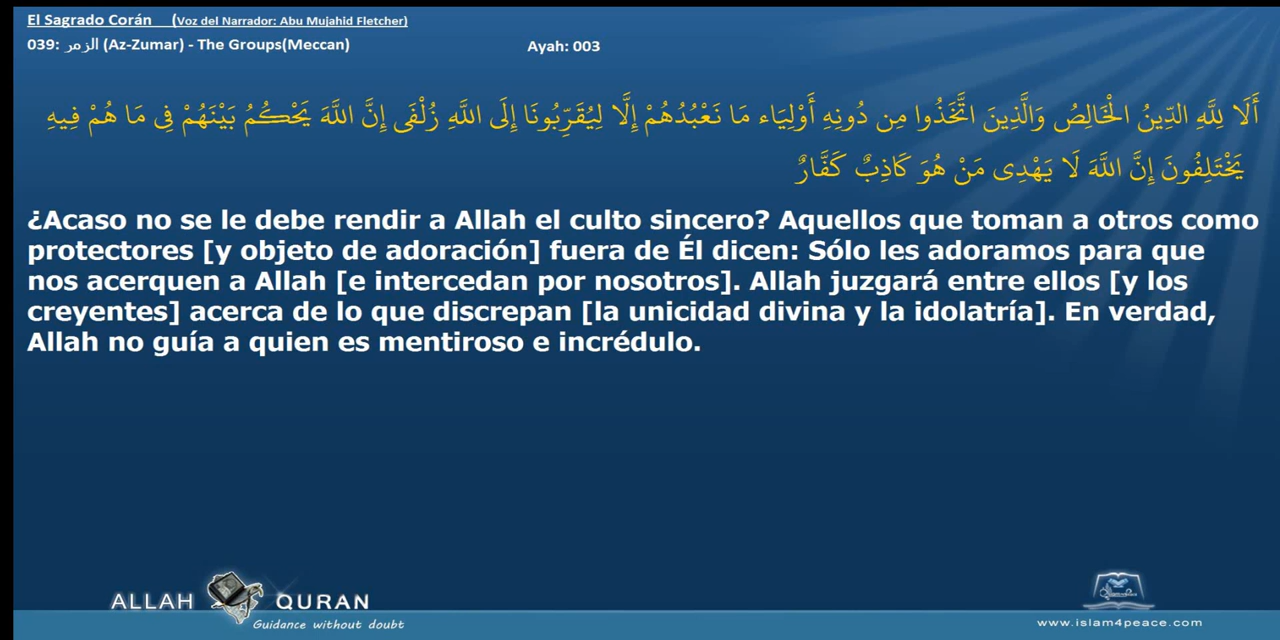 El Sagrado Corán (Voz del Narrador: Abu Mujahid Fletcher)
039: الزمر (Az-Zumar) - The Groups(Meccan) Ayah: 003
أَلَا لِلَّهِ الدِّينُ الْخَالِصُ وَالَّذِينَ اتَّخَذُوا مِن دُونِهِ أَوْلِيَاء مَا نَعْبُدُهُمْ إِلَّا لِيُقَرِّبُونَا إِلَى اللَّهِ زُلْفَى إِنَّ اللَّهَ يَحْكُمُ بَيْنَهُمْ فِي مَا هُمْ فِيهِ
يَخْتَلِفُونَ إِنَّ اللَّهَ لَا يَهْدِي مَنْ هُوَ كَاذِبٌ كَفَّارٌ
¿Acaso no se le debe rendir a Allah el culto sincero? Aquellos que toman a otros como
protectores [y objeto de adoración] fuera de Él dicen: Sólo les adoramos para que
nos acerquen a Allah [e intercedan por nosotros]. Allah juzgará entre ellos [y los
creyentes] acerca de lo que discrepan [la unicidad divina y la idolatría]. En verdad,
Allah no guía a quien es mentiroso e incrédulo.
ALLAH QURAN
Guidance without doubt
www.islam4peace.com